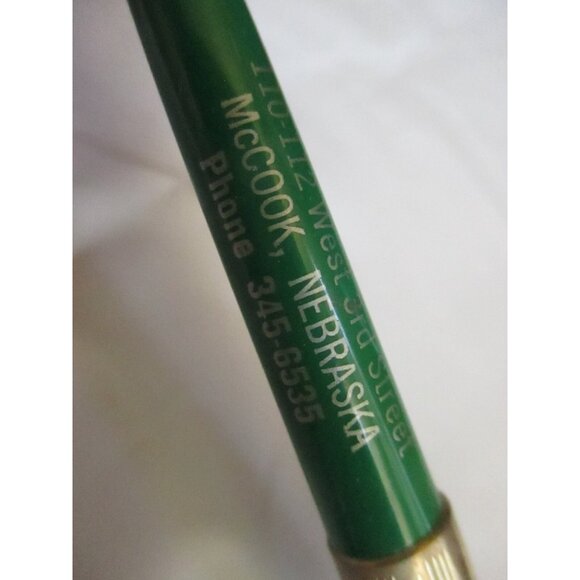 110-112 West 3rd Street
McCOOK, NEBRASKA
Phone 345-6535